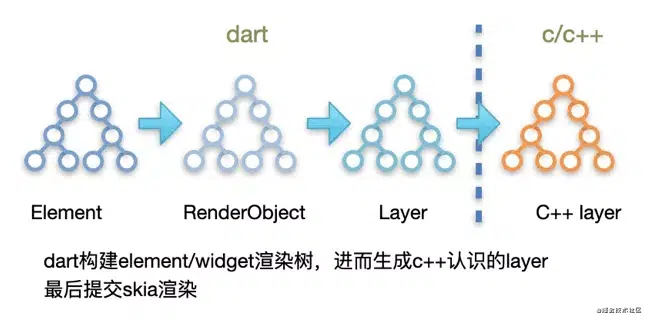 dart
c/c++
Element
RenderObject
Layer
C++ layer
dart构建element/widget渲染树，进而生成c++认识的layer
最后提交skia渲染
@掘金技术社区